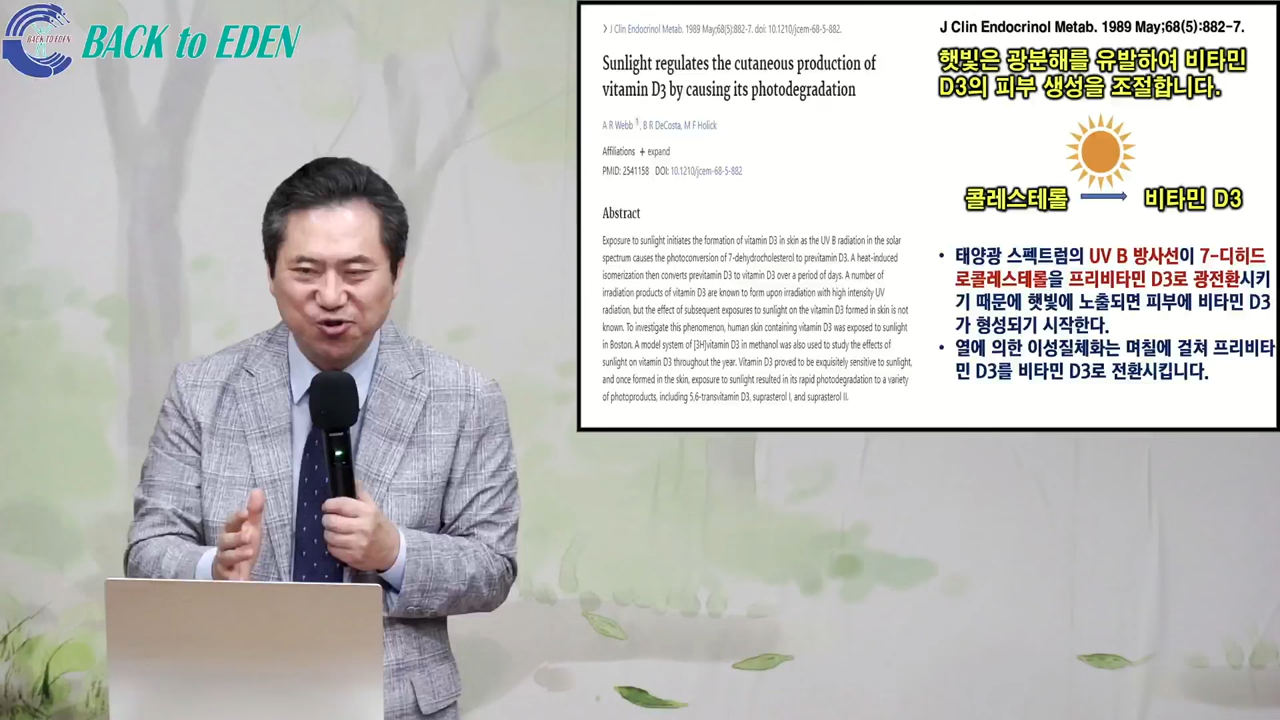 BACK TO EDEN
BACK to EDEN
> J Clin Endocrinol Metab. 1989 May;68(5):882-7. doi: 10.1210/jcem-68-5-882.
Sunlight regulates the cutaneous production of
vitamin D3 by causing its photodegradation
A R Webb 1, B R DeCosta, M F Holick
Affiliations + expand
PMID: 2541158 DOI: 10.1210/jcem-68-5-882
Abstract
Exposure to sunlight initiates the formation of vitamin D3 in skin as the UV B radiation in the solar
spectrum causes the photoconversion of 7-dehydrocholesterol to previtamin D3. A heat-induced
isomerization then converts previtamin D3 to vitamin D3 over a period of days. A number of
irradiation products of vitamin D3 are known to form upon irradiation with high intensity UV
radiation, but the effect of subsequent exposures to sunlight on the vitamin D3 formed in skin is not
known. To investigate this phenomenon, human skin containing vitamin D3 was exposed to sunlight
in Boston. A model system of [3H]vitamin D3 in methanol was also used to study the effects of
sunlight on vitamin D3 throughout the year. Vitamin D3 proved to be exquisitely sensitive to sunlight,
and once formed in the skin, exposure to sunlight resulted in its rapid photodegradation to a variety
of photoproducts, including 5,6-transvitamin D3, suprasterol I, and suprasterol II.
J Clin Endocrinol Metab. 1989 May;68(5):882-7.
햇빛은 광분해를 유발하여 비타민
D3의 피부 생성을 조절합니다.
콜레스테롤 비타민 D3
• 태양광 스펙트럼의 UV B 방사선이 7-디히드
로콜레스테롤을 프리비타민 D3로 광전환시키
기 때문에 햇빛에 노출되면 피부에 비타민 D3
가 형성되기 시작한다.
• 열에 의한 이성질체화는 며칠에 걸쳐 프리비타
민 D3를 비타민 D3로 전환시킵니다.